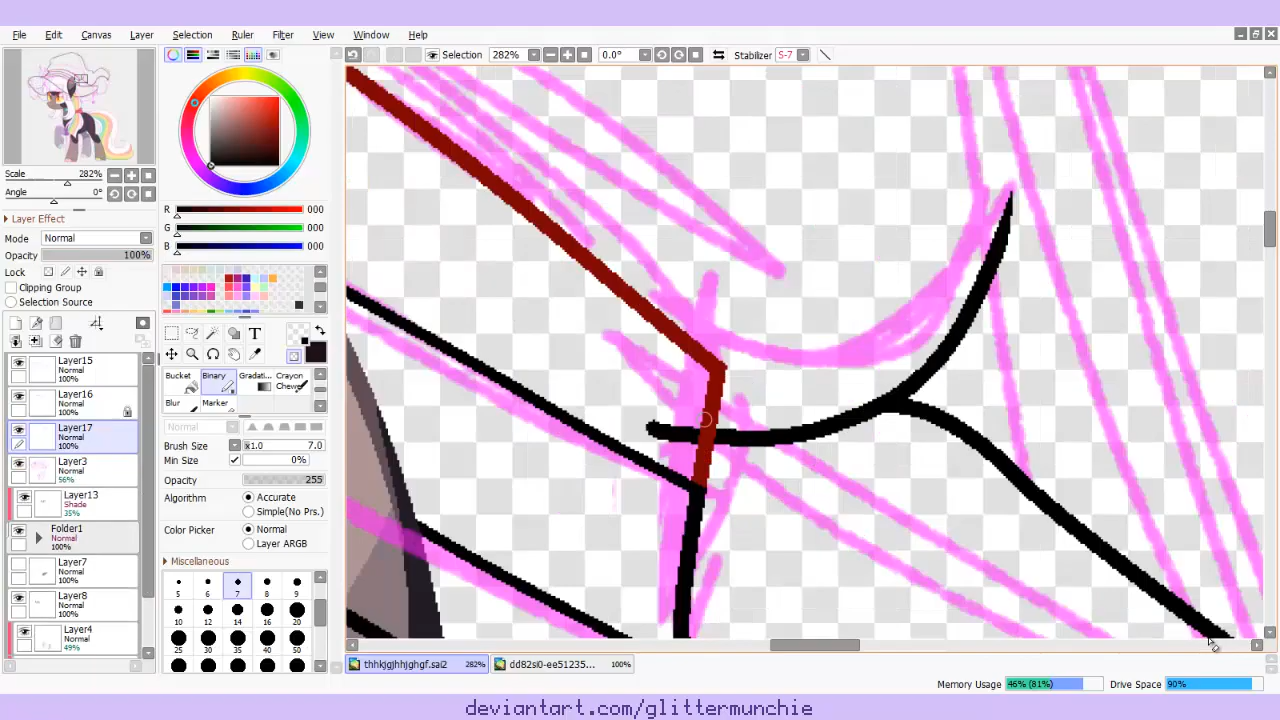 File Edit Canvas Layer Selection Ruler Filter View Window Help
Selection 282% 0.0° Stabilizer S-7
Scale 282%
Angle 0°
Layer Effect
Mode Normal
Opacity 100%
Lock
Clipping Group
Selection Source
Layer15
Normal
100%
Layer16
Normal
100%
Layer17
Normal
100%
Layer3
Normal
56%
Layer13
Shade
35%
Folder1
Normal
100%
Layer7
Normal
100%
Layer8
Normal
100%
Layer4
Normal
49%
R 000
G 000
B 000
T
Bucket Binary Gradati... Crayon Chewe
Blur Marker
Normal
Brush Size x1.0 7.0
Min Size 0%
Opacity 255
Algorithm Accurate
Simple(No Prs.)
Color Picker Normal
Layer ARGB
Miscellaneous
5 6 7 8 9
10 12 14 16 20
25 30 35 40 50
thhkjgjhhjghgf.sai2 282% dd82si0-ee51235... 100%
Memory Usage 46% (81%) Drive Space 90%
deviantart.com/glittermunchie